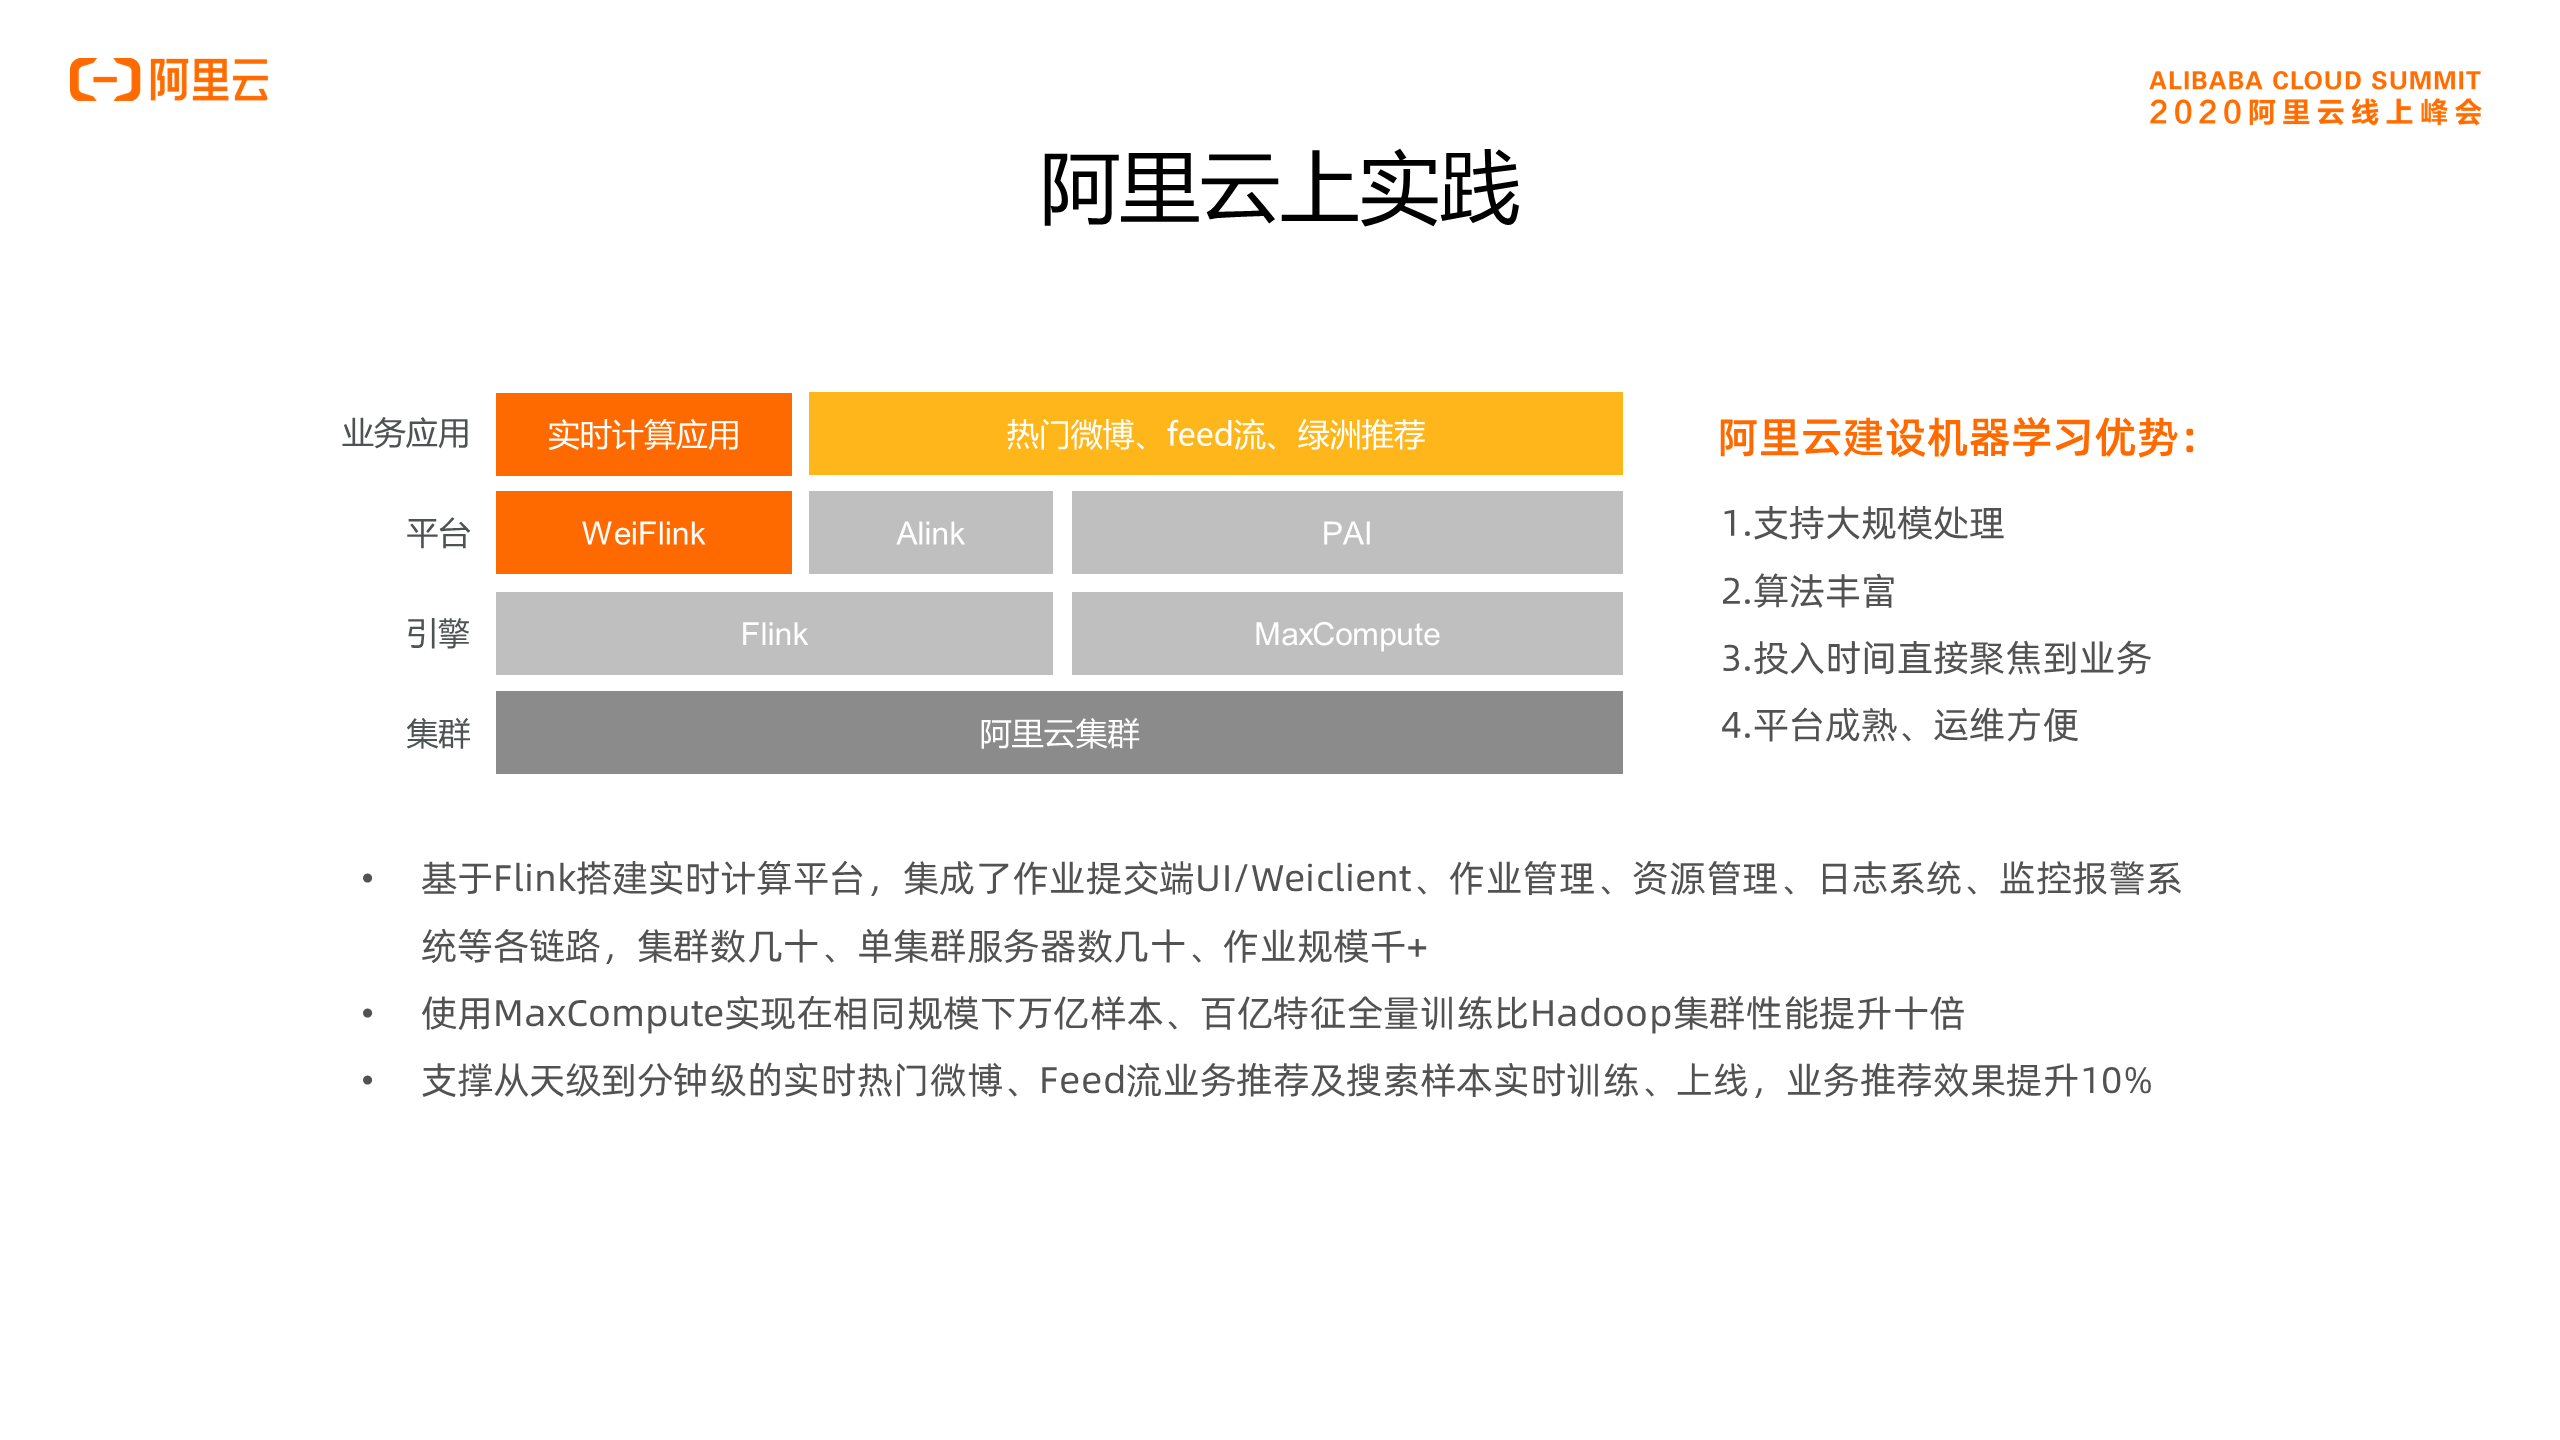 阿里云
ALIBABA CLOUD SUMMIT
2020阿里云线上峰会
阿里云上实践
业务应用
实时计算应用
热门微博、feed流、绿洲推荐
平台
WeiFlink
Alink
PAI
引擎
Flink
MaxCompute
集群
阿里云集群
阿里云建设机器学习优势：
1.支持大规模处理
2.算法丰富
3.投入时间直接聚焦到业务
4.平台成熟、运维方便
• 基于Flink搭建实时计算平台，集成了作业提交端UI/Weiclient、作业管理、资源管理、日志系统、监控报警系
统等各链路，集群数几十、单集群服务器数几十、作业规模千+
• 使用MaxCompute实现在相同规模下万亿样本、百亿特征全量训练比Hadoop集群性能提升十倍
• 支撑从天级到分钟级的实时热门微博、Feed流业务推荐及搜索样本实时训练、上线，业务推荐效果提升10%